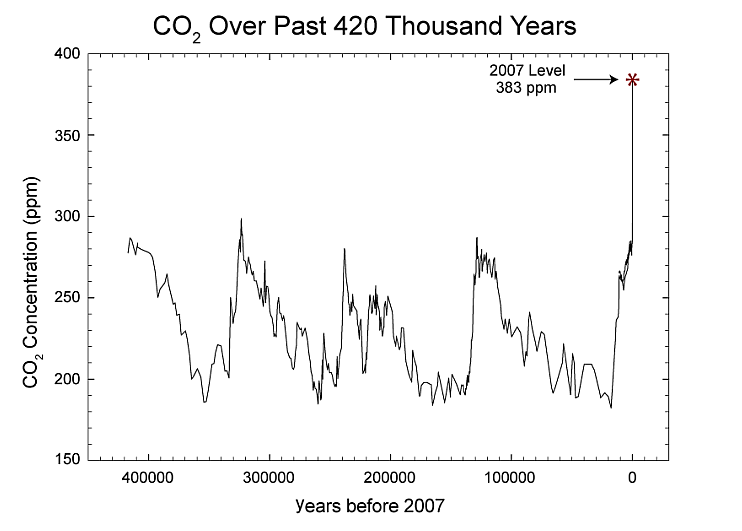 CO₂ Over Past 420 Thousand Years
400
2007 Level
383 ppm
350
300
250
200
150
CO₂ Concentration (ppm)
400000 300000 200000 100000 0
years before 2007